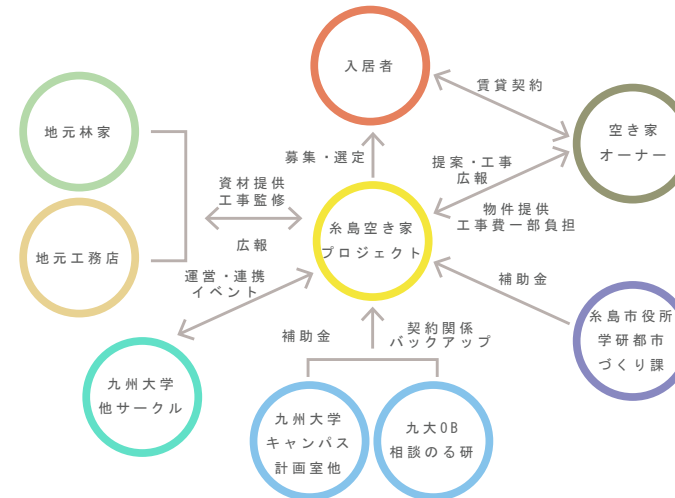 入居者
賃貸契約
地元林家
空き家
オーナー
募集・選定
提案・工事
広報
資材提供
工事監修
物件提供
工事費一部負担
糸島空き家
プロジェクト
広報
地元工務店
運営・連携
イベント
補助金
補助金
契約関係
バックアップ
糸島市役所
学研都市
づくり課
九州大学
他サークル
九州大学
キャンパス
計画室他
九大OB
相談のる研